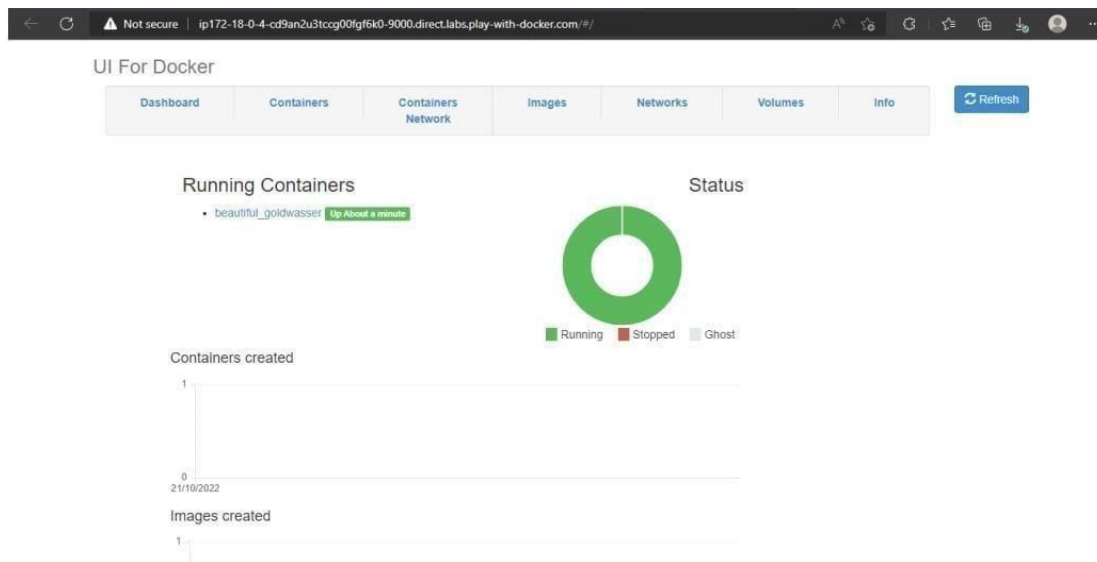 Not secure | ip172-18-0-4-cd9an2u3tccg00fgf6k0-9000.direct.labs.play-with-docker.com/#/
UI For Docker
Dashboard Containers Containers Network Images Networks Volumes Info Refresh
Running Containers
beautiful_goldwasser Up About a minute
Status
Running Stopped Ghost
Containers created
1
0
21/10/2022
Images created
1